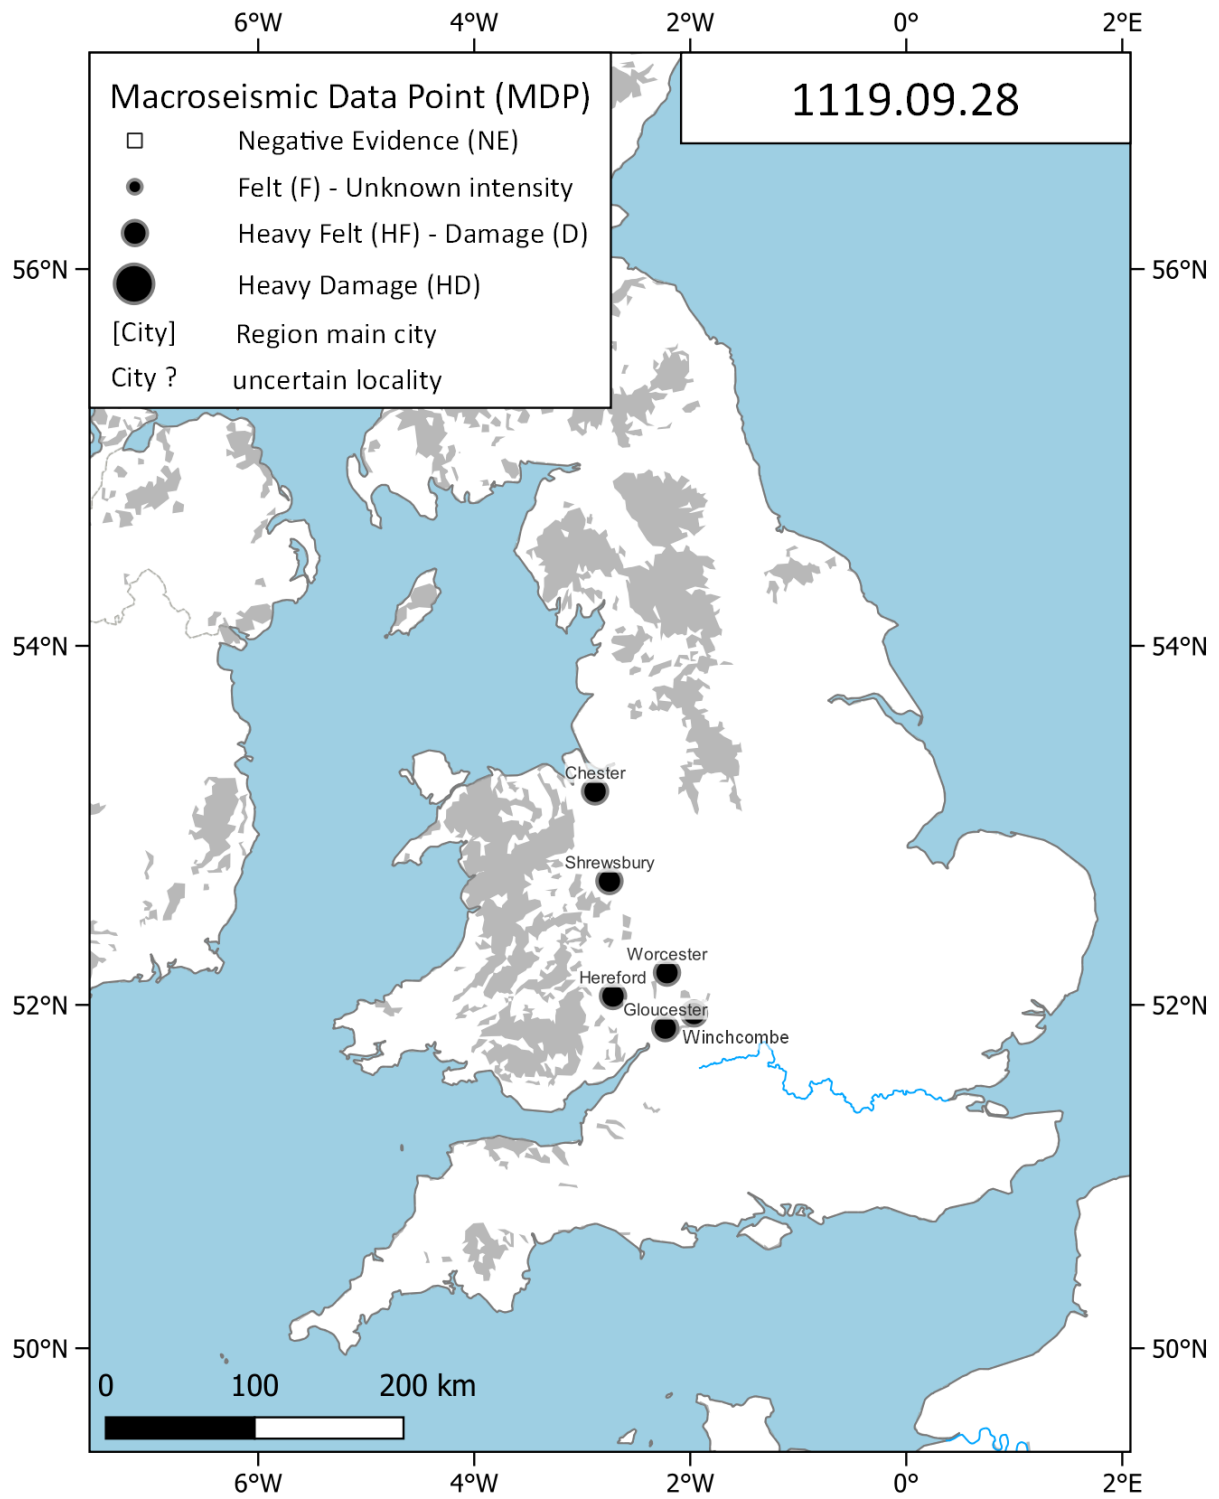 6°W 4°W 2°W 0° 2°E
Macroseismic Data Point (MDP)
Negative Evidence (NE)
Felt (F) - Unknown intensity
Heavy Felt (HF) - Damage (D)
Heavy Damage (HD)
[City] Region main city
City ? uncertain locality
1119.09.28
56°N 56°N
54°N 54°N
Chester
Shrewsbury
Worcester
Hereford
52°N 52°N
Gloucester
Winchcombe
50°N 50°N
0 100 200 km
6°W 4°W 2°W 0° 2°E